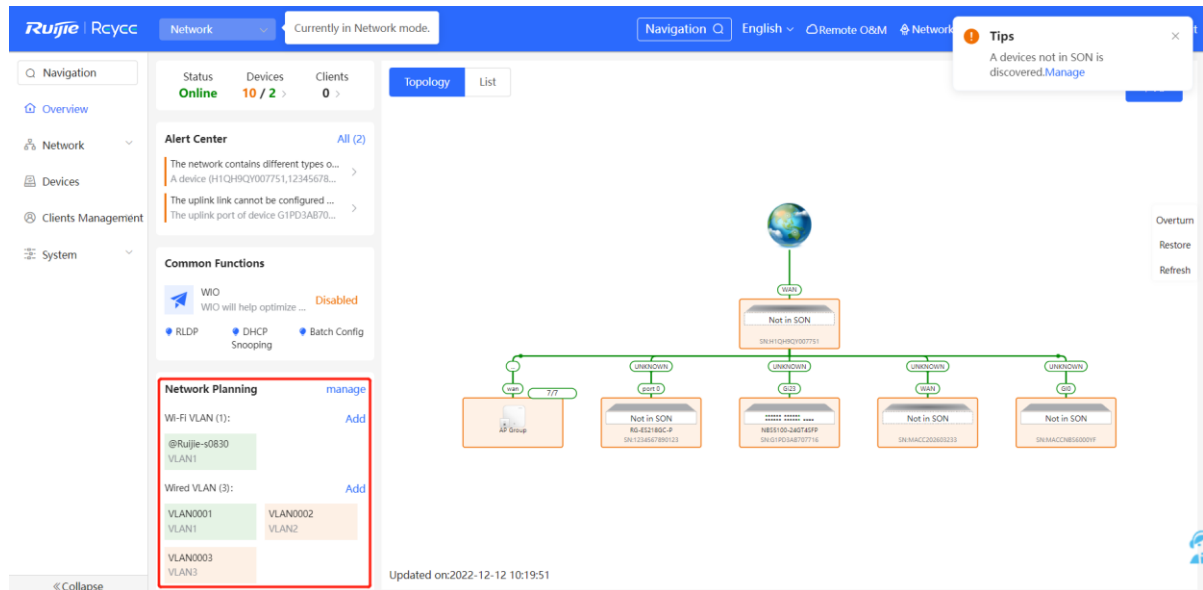 Ruijie | Rcycc
Network
Currently in Network mode.
Navigation
English
Remote O&M
Network
Tips
A devices not in SON is
discovered.Manage
Navigation
Overview
Network
Devices
Clients Management
System
«Collapse
Status
Devices
Clients
Online
10 / 2 >
0 >
Alert Center
All (2)
The network contains different types o...
A device (H1QH9QY007751,12345678...
The uplink link cannot be configured ...
The uplink port of device G1PD3AB70...
Common Functions
WIO
WIO will help optimize ...
Disabled
RLDP
DHCP
Snooping
Batch Config
Network Planning
manage
Wi-Fi VLAN (1):
Add
@Ruijie-s0830
VLAN1
Wired VLAN (3):
Add
VLAN0001
VLAN1
VLAN0002
VLAN2
VLAN0003
VLAN3
Topology
List
Overturn
Restore
Refresh
WAN
Not in SON
SN:H1QH9QY007751
...
UNKNOWN
UNKNOWN
UNKNOWN
UNKNOWN
wan
7/7
port 0
Gi23
WAN
GI0
AP Group
Not in SON
RG-ES218GC-P
SN:1234567890123
NBS5100-24GT4SFP
SN:G1PD3AB707716
Not in SON
SN:MACC202603233
Not in SON
Updated on:2022-12-12 10:19:51